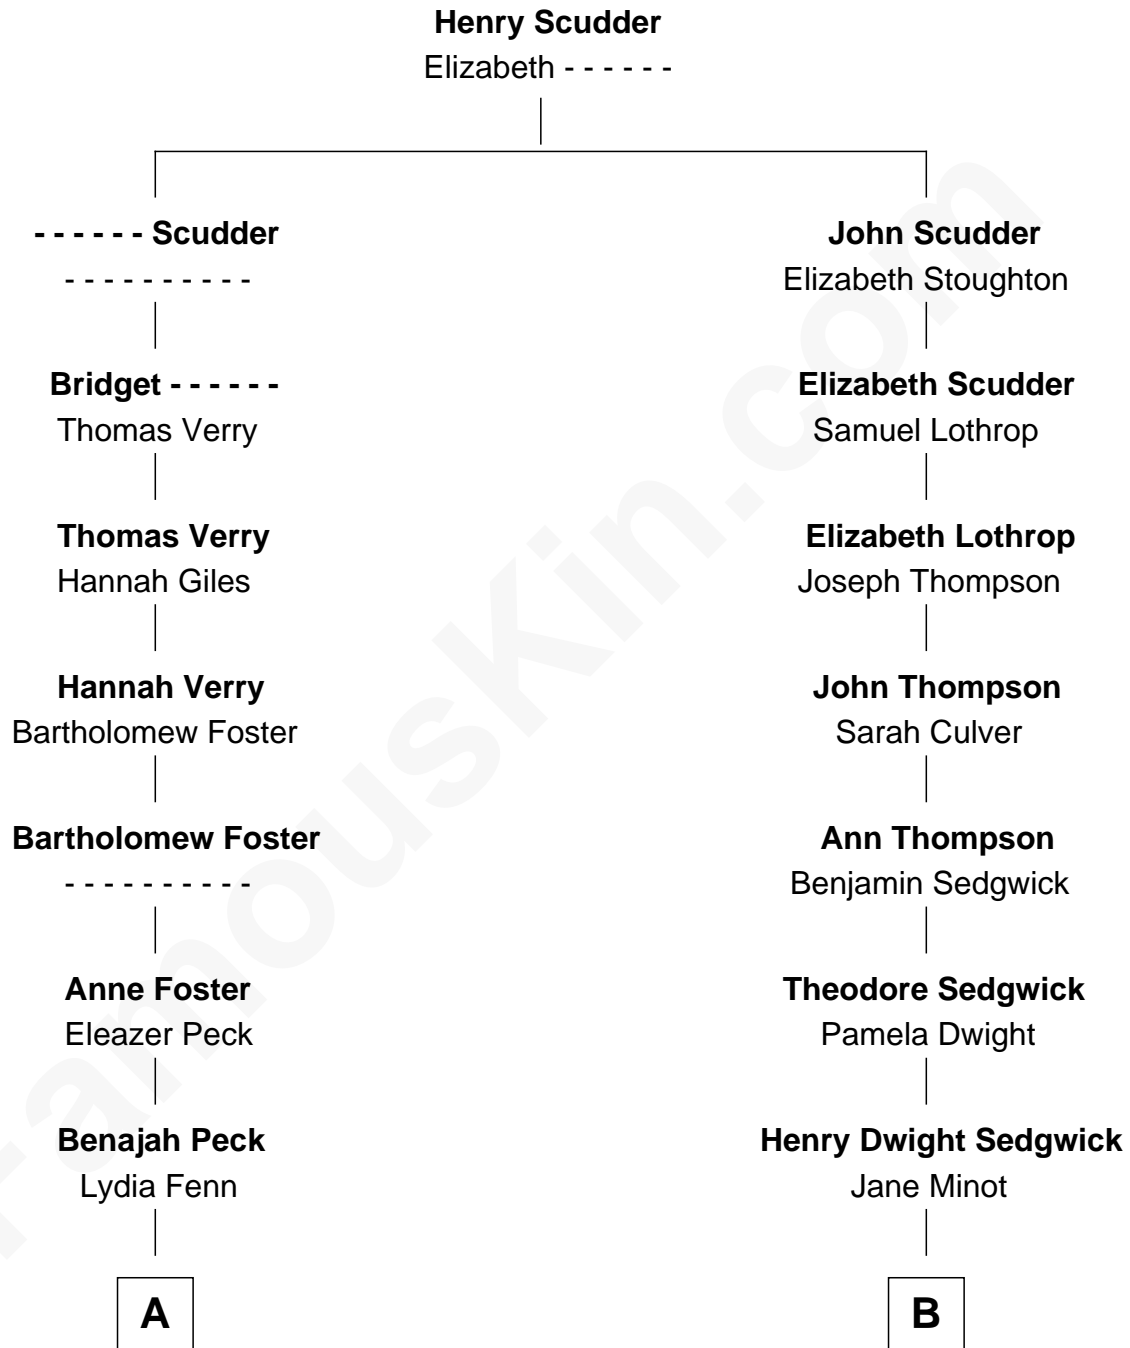 Henry Scudder
Elizabeth - - - - - -
- - - - - - Scudder
- - - - - - - - - -
John Scudder
Elizabeth Stoughton
Bridget - - - - - -
Thomas Verry
Elizabeth Scudder
Samuel Lothrop
Thomas Verry
Hannah Giles
Elizabeth Lothrop
Joseph Thompson
Hannah Verry
Bartholomew Foster
John Thompson
Sarah Culver
Bartholomew Foster
- - - - - - - - - -
Ann Thompson
Benjamin Sedgwick
Anne Foster
Eleazer Peck
Theodore Sedgwick
Pamela Dwight
Benajah Peck
Lydia Fenn
Henry Dwight Sedgwick
Jane Minot
A
B
FamousKin.com